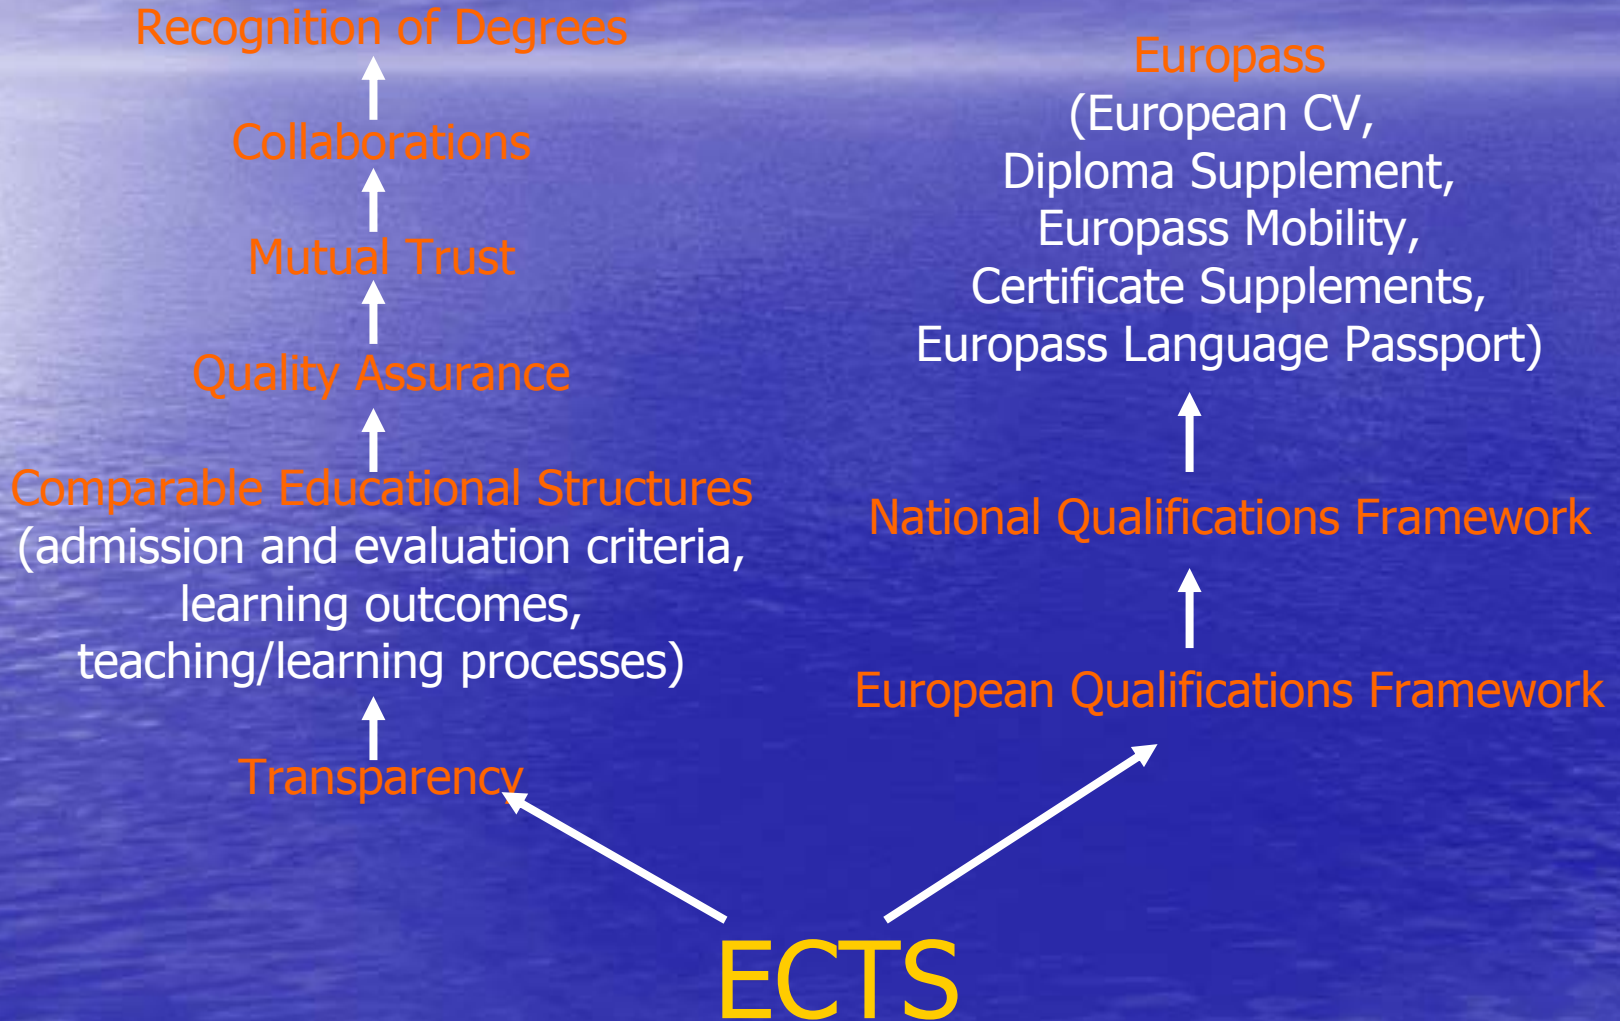 Recognition of Degrees
Collaborations
Mutual Trust
Quality Assurance
Comparable Educational Structures
(admission and evaluation criteria,
learning outcomes,
teaching/learning processes)
Transparency
Europass
(European CV,
Diploma Supplement,
Europass Mobility,
Certificate Supplements,
Europass Language Passport)
National Qualifications Framework
European Qualifications Framework
ECTS